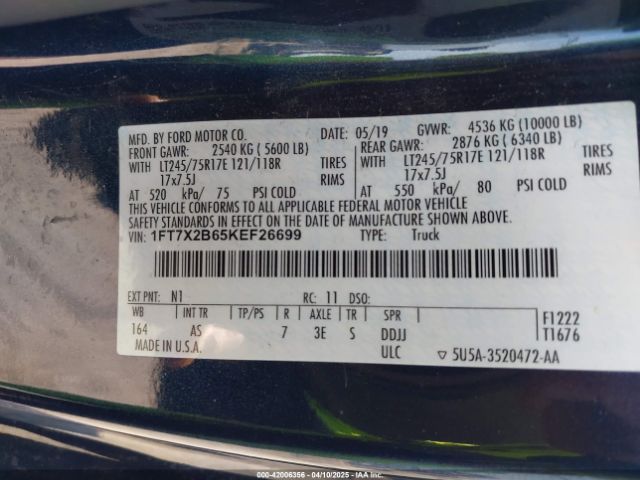 MFD. BY FORD MOTOR CO. 05/19 GVWR: 4536 KG (10000 LB)
FRONT GAWR: 2540 KG ( 5600 LB) REAR GAWR: 2876 KG ( 6340 LB)
WITH LT245/75R17E 121/118R TIRES WITH LT245/75R17E 121/118R TIRES
17x7.5J RIMS 17x7.5J RIMS
AT 520 kPa/ 75 PSI COLD AT 550 kPa/ 80 PSI COLD
THIS VEHICLE CONFORMS TO ALL APPLICABLE FEDERAL MOTOR VEHICLE
SAFETY STANDARDS IN EFFECT ON THE DATE OF MANUFACTURE SHOWN ABOVE.
VIN: 1FT7X2B65KEF26699 TYPE: Truck
EXT PNT: N1 RC: 11 DSO:
WB INT TR TP/PS R AXLE TR SPR F1222
164 AS 7 3E S DDJJ T1676
MADE IN U.S.A. ULC ▽ 5U5A-3520472-AA
000-42006356 - 04/10/2025 - IAA Inc.